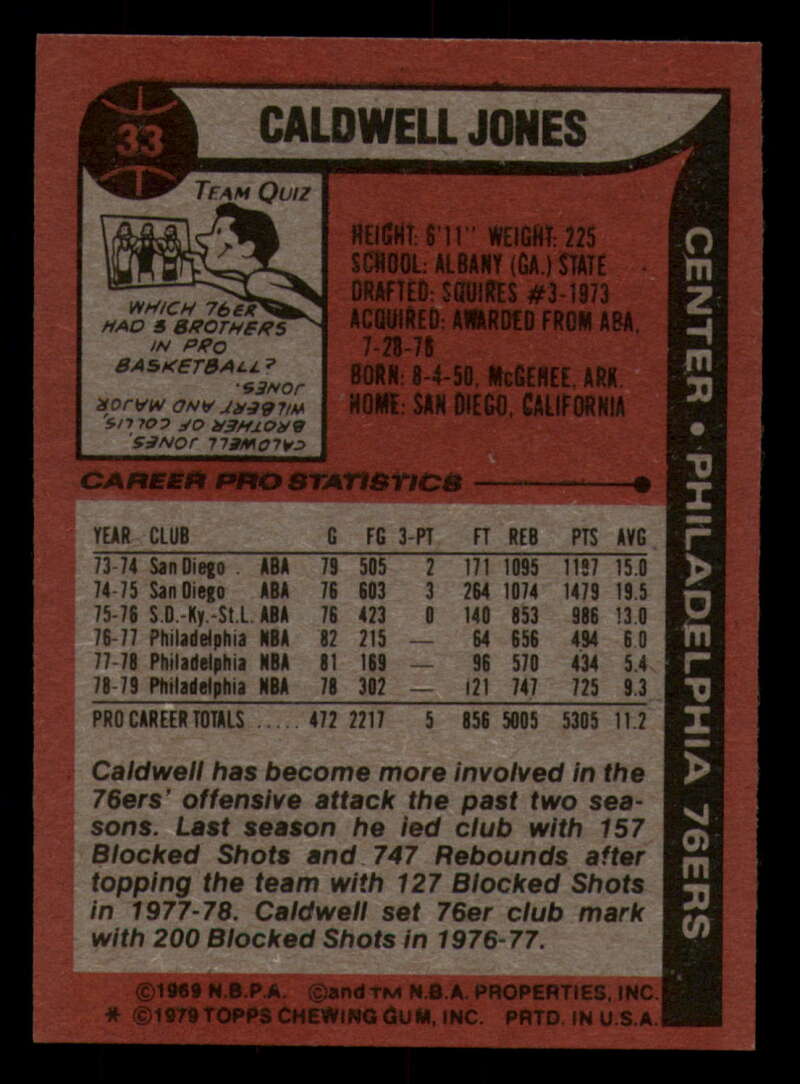 33
CALDWELL JONES
TEAM QUIZ
WHICH 76ER
HAD 3 BROTHERS
IN PRO
BASKETBALL?
CALDWELL JONES,
BROTHER OF COLLIS,
WILBERT AND MAJOR
JONES.
HEIGHT: 6'11" WEIGHT: 225
SCHOOL: ALBANY (GA.) STATE
DRAFTED: SQUIRES #3-1973
ACQUIRED: AWARDED FROM ABA,
7-28-76
BORN: 8-4-50, McGEHEE, ARK.
HOME: SAN DIEGO, CALIFORNIA
CENTER • PHILADELPHIA 76ERS
CAREER PRO STATISTICS
YEAR CLUB G FG 3-PT FT REB PTS AVG
73-74 San Diego . ABA 79 505 2 171 1095 1197 15.0
74-75 San Diego ABA 76 603 3 264 1074 1479 19.5
75-76 S.D.-Ky.-St.L. ABA 76 423 0 140 853 986 13.0
76-77 Philadelphia NBA 82 215 — 64 656 494 6.0
77-78 Philadelphia NBA 81 169 — 96 570 434 5.4
78-79 Philadelphia NBA 78 302 — 121 747 725 9.3
PRO CAREER TOTALS ..... 472 2217 5 856 5005 5305 11.2
Caldwell has become more involved in the
76ers' offensive attack the past two sea-
sons. Last season he led club with 157
Blocked Shots and 747 Rebounds after
topping the team with 127 Blocked Shots
in 1977-78. Caldwell set 76er club mark
with 200 Blocked Shots in 1976-77.
©1969 N.B.P.A. ©and TM N.B.A. PROPERTIES, INC.
* ©1979 TOPPS CHEWING GUM, INC. PRTD. IN U.S.A.